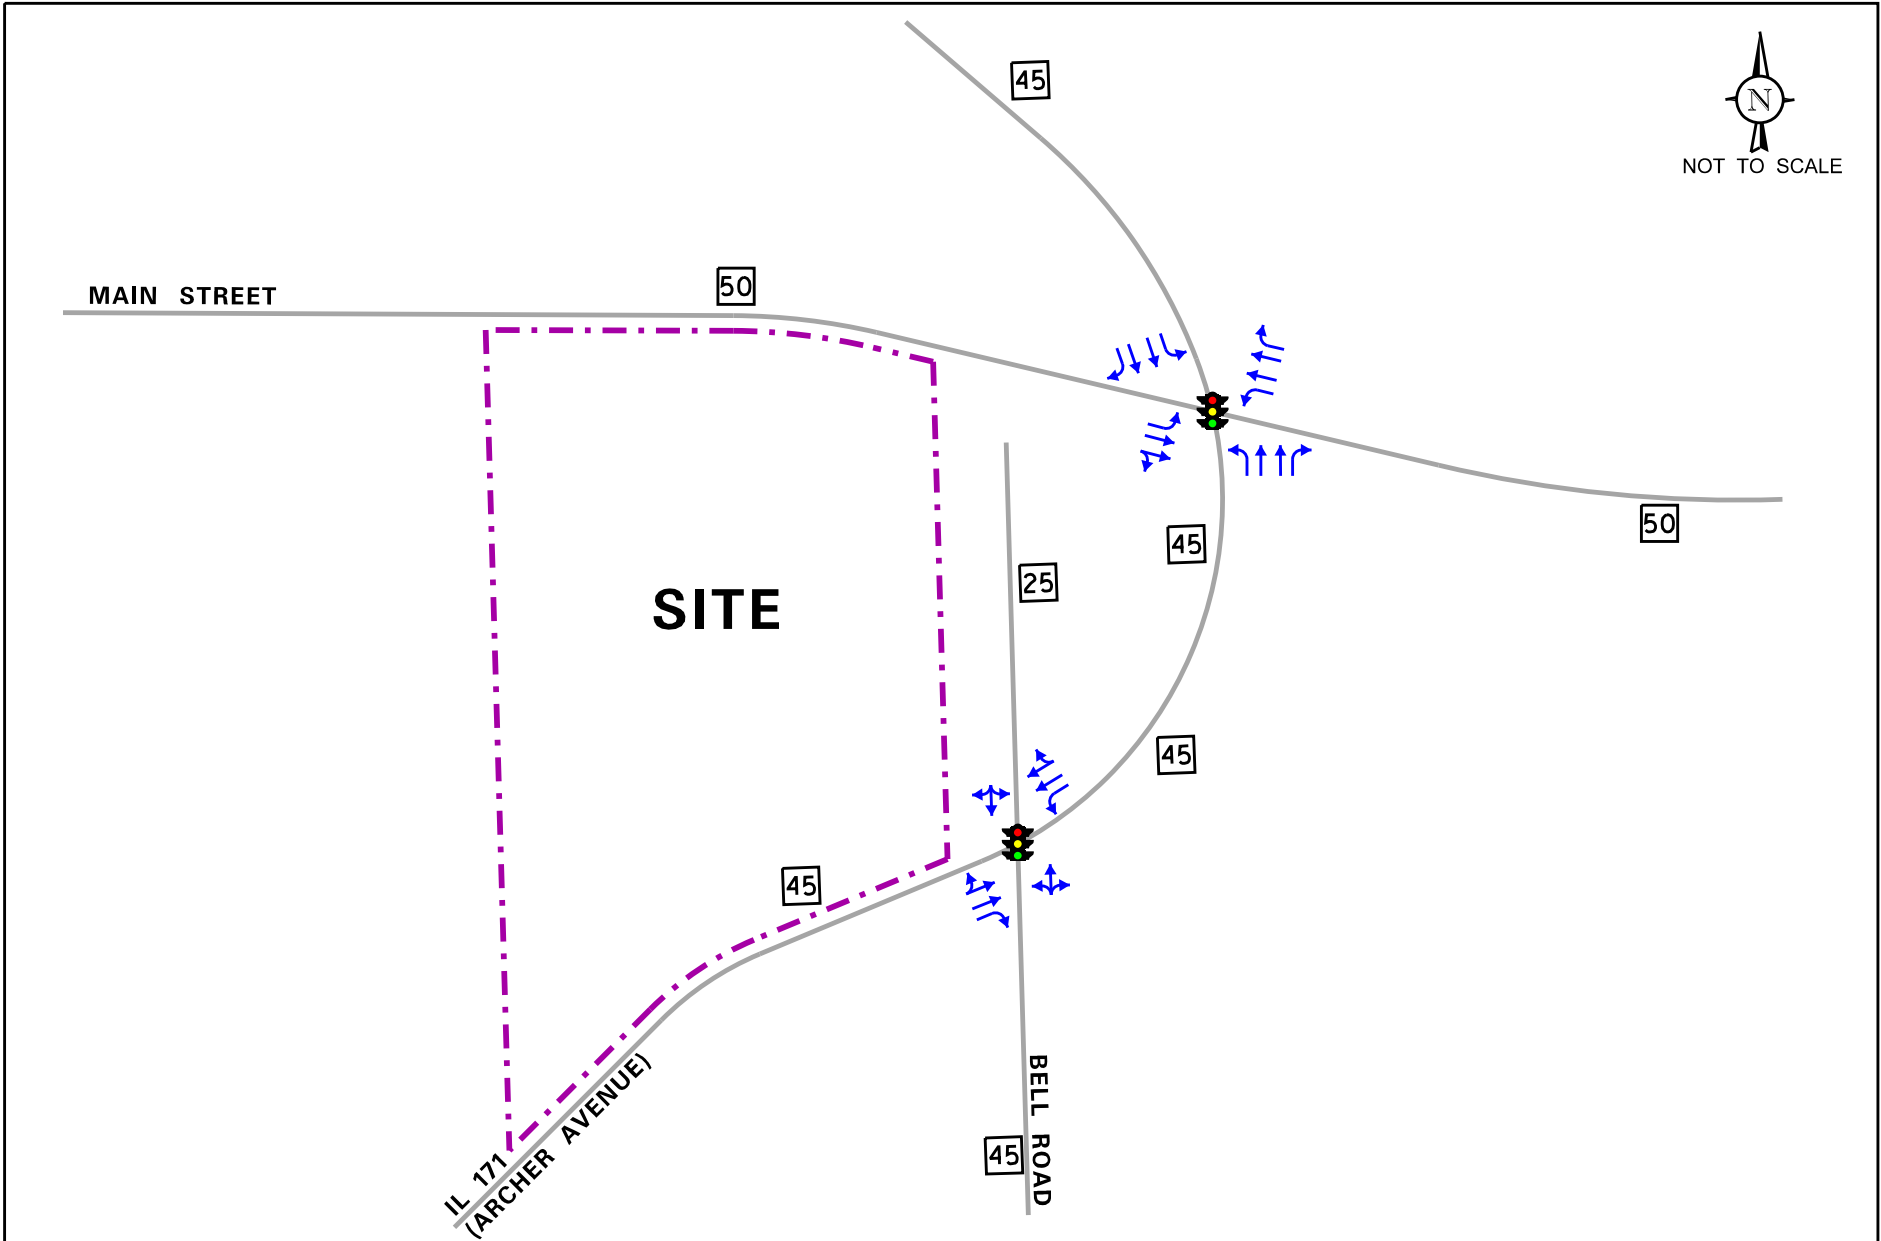 45
N
NOT TO SCALE
MAIN STREET
50
45
50
25
SITE
45
45
BELL ROAD
45
IL 171
(ARCHER AVENUE)